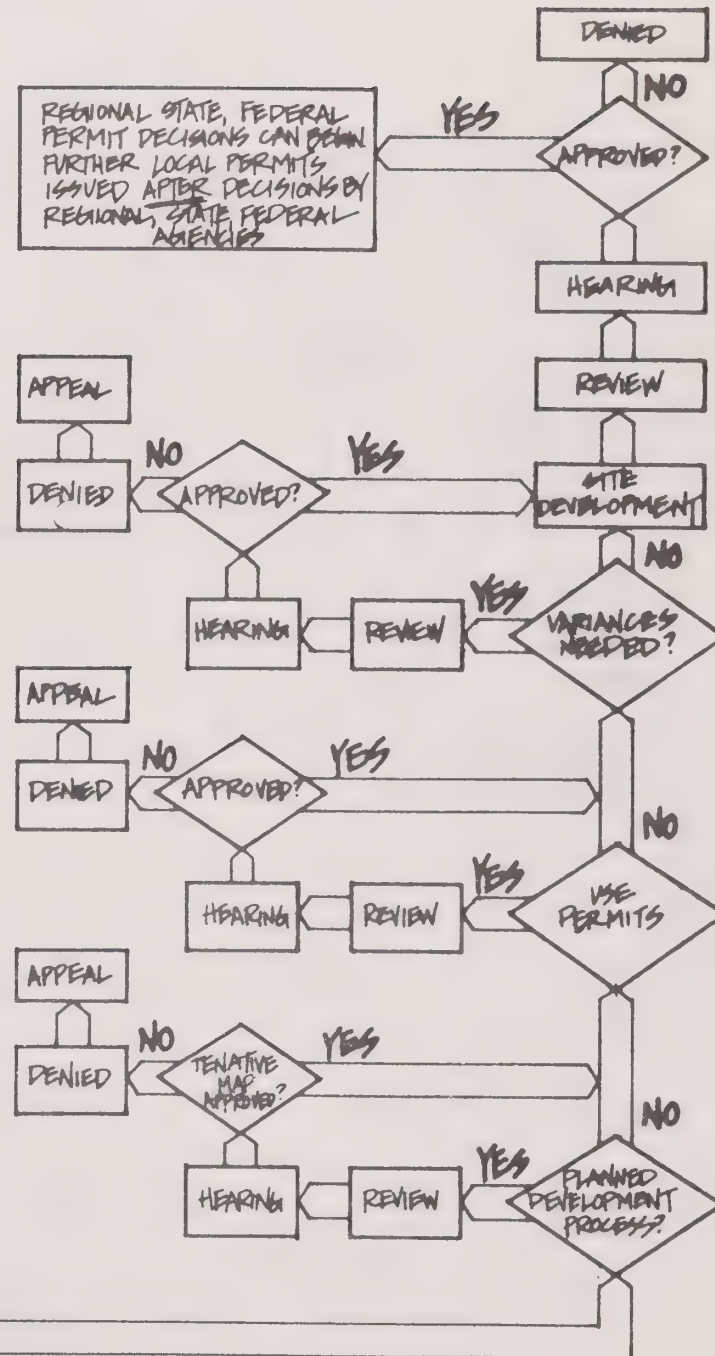 DENIED
NO
YES
APPROVED?
REGIONAL STATE, FEDERAL
PERMIT DECISIONS CAN BEGIN
FURTHER LOCAL PERMITS
ISSUED AFTER DECISIONS BY
REGIONAL, STATE FEDERAL
AGENCIES
HEARING
REVIEW
APPEAL
DENIED
NO
APPROVED?
YES
SITE
DEVELOPMENT
NO
HEARING
REVIEW
YES
VARIANCES
NEEDED?
APPEAL
DENIED
NO
APPROVED?
YES
NO
HEARING
REVIEW
YES
USE
PERMITS
APPEAL
DENIED
NO
TENATIVE
MAP
APPROVED?
YES
NO
HEARING
REVIEW
YES
PLANNED
DEVELOPMENT
PROCESS?